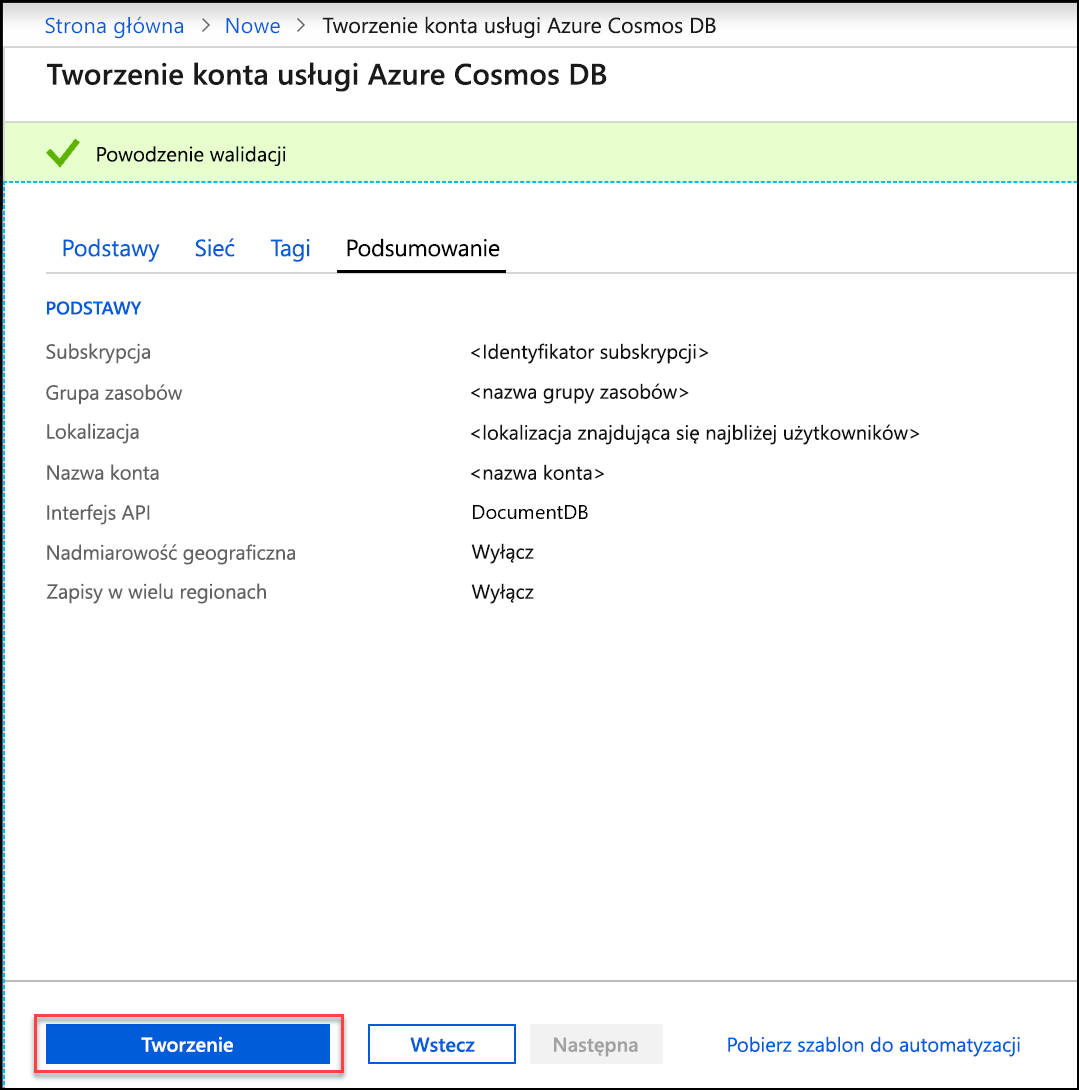 Strona główna > Nowe > Tworzenie konta usługi Azure Cosmos DB
Tworzenie konta usługi Azure Cosmos DB
Powodzenie walidacji
Podstawy Sieć Tagi Podsumowanie
PODSTAWY
Subskrypcja <Identyfikator subskrypcji>
Grupa zasobów <nazwa grupy zasobów>
Lokalizacja <lokalizacja znajdująca się najbliżej użytkowników>
Nazwa konta <nazwa konta>
Interfejs API DocumentDB
Nadmiarowość geograficzna Wyłącz
Zapisy w wielu regionach Wyłącz
Tworzenie Wstecz Następna Pobierz szablon do automatyzacji